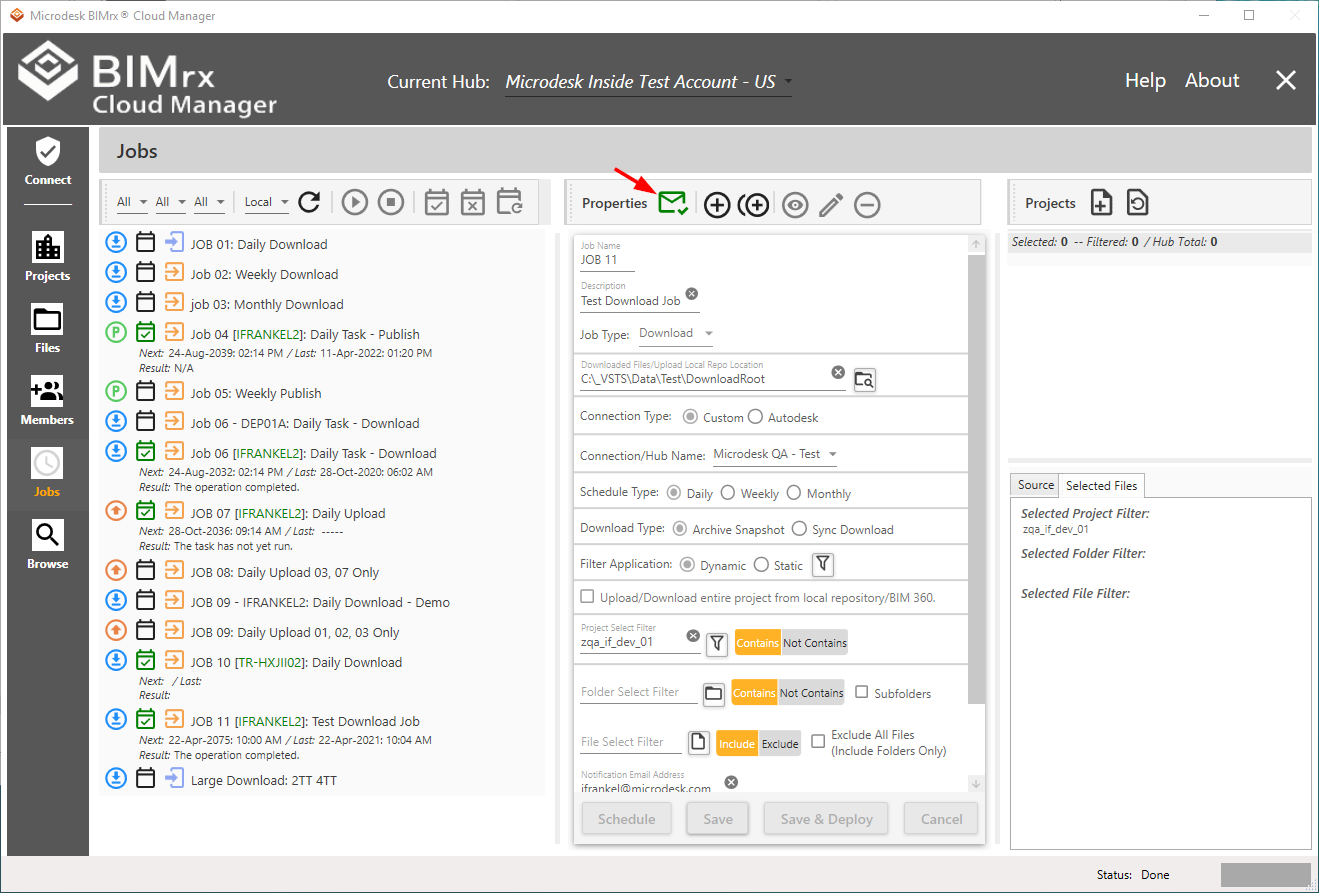 Microdesk BIMrx® Cloud Manager
BIMrx
Cloud Manager
Current Hub: Microdesk Inside Test Account - US
Help About
Connect
Projects
Files
Members
Jobs
Browse
Jobs
All All All Local
JOB 01: Daily Download
Job 02: Weekly Download
job 03: Monthly Download
P Job 04 [IFRANKEL2]: Daily Task - Publish
Next: 24-Aug-2039: 02:14 PM / Last: 11-Apr-2022: 01:20 PM
Result: N/A
P Job 05: Weekly Publish
Job 06 - DEP01A: Daily Task - Download
Job 06 [IFRANKEL2]: Daily Task - Download
Next: 24-Aug-2032: 02:14 PM / Last: 28-Oct-2020: 06:02 AM
Result: The operation completed.
JOB 07 [IFRANKEL2]: Daily Upload
Next: 28-Oct-2036: 09:14 AM / Last: -----
Result: The task has not yet run.
JOB 08: Daily Upload 03, 07 Only
JOB 09 - IFRANKEL2: Daily Download - Demo
JOB 09: Daily Upload 01, 02, 03 Only
JOB 10 [TR-HXJII02]: Daily Download
Next: / Last:
Result:
JOB 11 [IFRANKEL2]: Test Download Job
Next: 22-Apr-2075: 10:00 AM / Last: 22-Apr-2021: 10:04 AM
Result: The operation completed.
Large Download: 2TT 4TT
Properties
Job Name
JOB 11
Description
Test Download Job
Job Type: Download
Downloaded Files/Upload Local Repo Location
C:\_VSTS\Data\Test\DownloadRoot
Connection Type: Custom Autodesk
Connection/Hub Name: Microdesk QA - Test
Schedule Type: Daily Weekly Monthly
Download Type: Archive Snapshot Sync Download
Filter Application: Dynamic Static
Upload/Download entire project from local repository/BIM 360.
Project Select Filter
zqa_if_dev_01 Contains Not Contains
Folder Select Filter Contains Not Contains Subfolders
File Select Filter Include Exclude Exclude All Files
(Include Folders Only)
Notification Email Address
ifrankel@microdesk.com
Schedule Save Save & Deploy Cancel
Projects
Selected: 0 -- Filtered: 0 / Hub Total: 0
Source Selected Files
Selected Project Filter:
zqa_if_dev_01
Selected Folder Filter:
Selected File Filter:
Status: Done